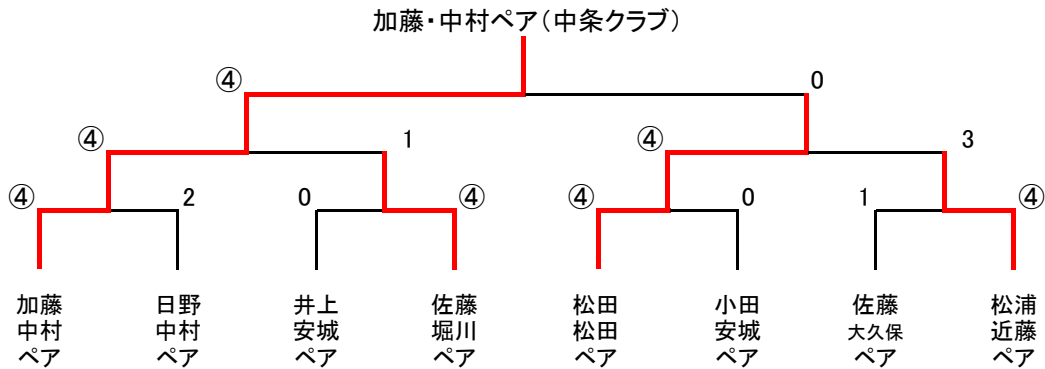 加藤・中村ペア（中条クラブ）
④ 0
④ 1 ④ 3
④ 2 0 ④ ④ 0 1 ④
加藤 日野 井上 佐藤 松田 小田 佐藤 松浦
中村 中村 安城 堀川 松田 安城 大久保 近藤
ペア ペア ペア ペア ペア ペア ペア ペア